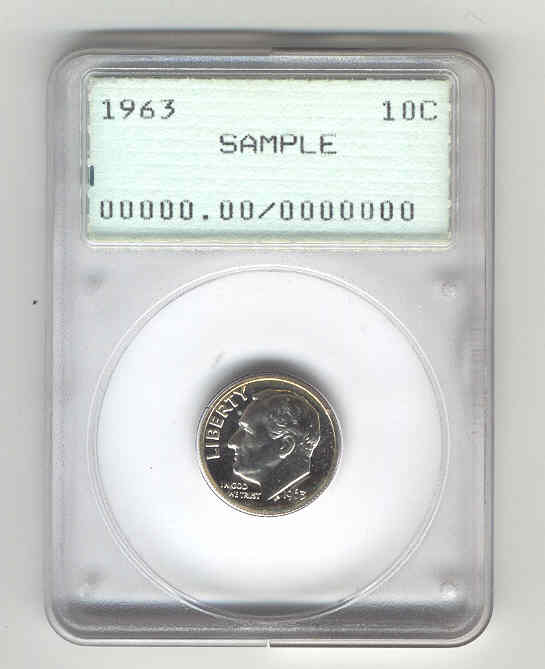 1963 10C
SAMPLE
00000.00/0000000
LIBERTY
IN GOD
WE TRUST
1963